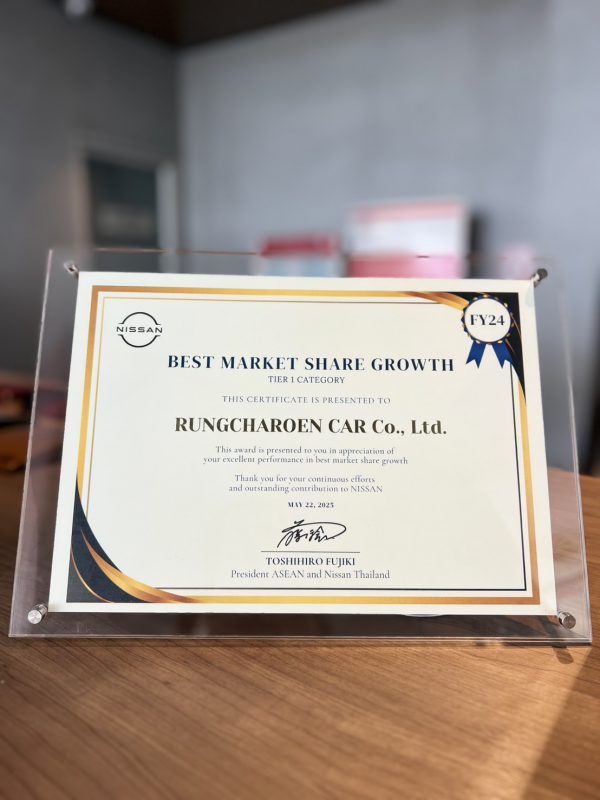 NISSAN
FY24
BEST MARKET SHARE GROWTH
TIER 1 CATEGORY
THIS CERTIFICATE IS PRESENTED TO
RUNGCHAROEN CAR Co., Ltd.
This award is presented to you in appreciation of
your excellent performance in best market share growth
Thank you for your continuous efforts
and outstanding contribution to NISSAN
MAY 22, 2025
TOSHIHIRO FUJIKI
President ASEAN and Nissan Thailand